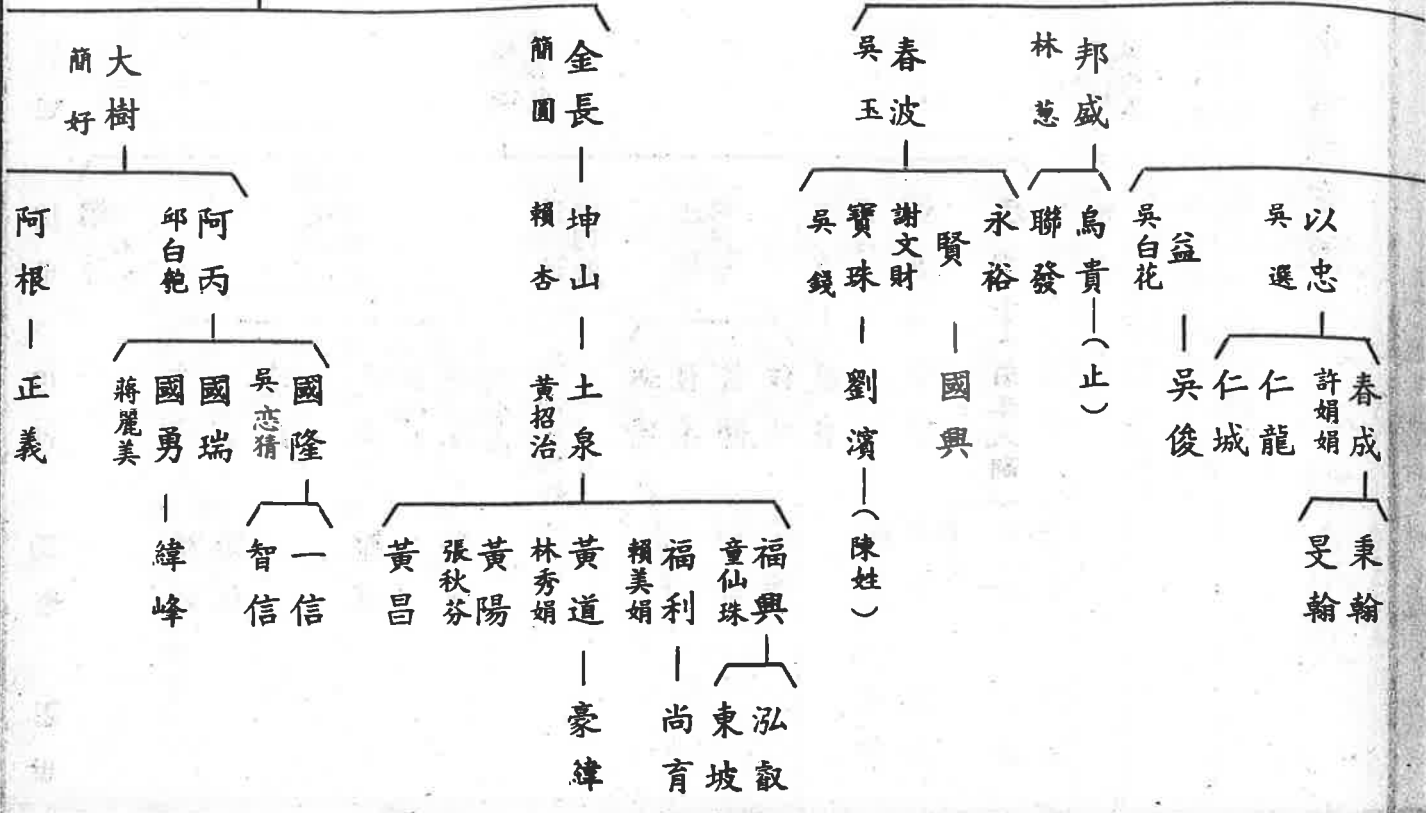 邦盛
林葱
春波
吳玉
金長
簡圓
大樹
簡好
以忠
吳選
益
吳白花
烏貴
(止)
聯發
永裕
賢
謝文財
寶珠
吳錢
坤山
賴杏
阿丙
邱白𦫖
阿根
春成
許娟娟
仁龍
仁城
吳俊
國興
劉濱
(陳姓)
土泉
黃招治
國隆
吳恋猜
國瑞
國勇
蔣麗美
正義
秉翰
旻翰
福興
童仙珠
福利
賴美娟
黃道
林秀娟
黃陽
張秋芬
黃昌
一信
智信
緯峰
泓叡
東坡
尚育
豪緯